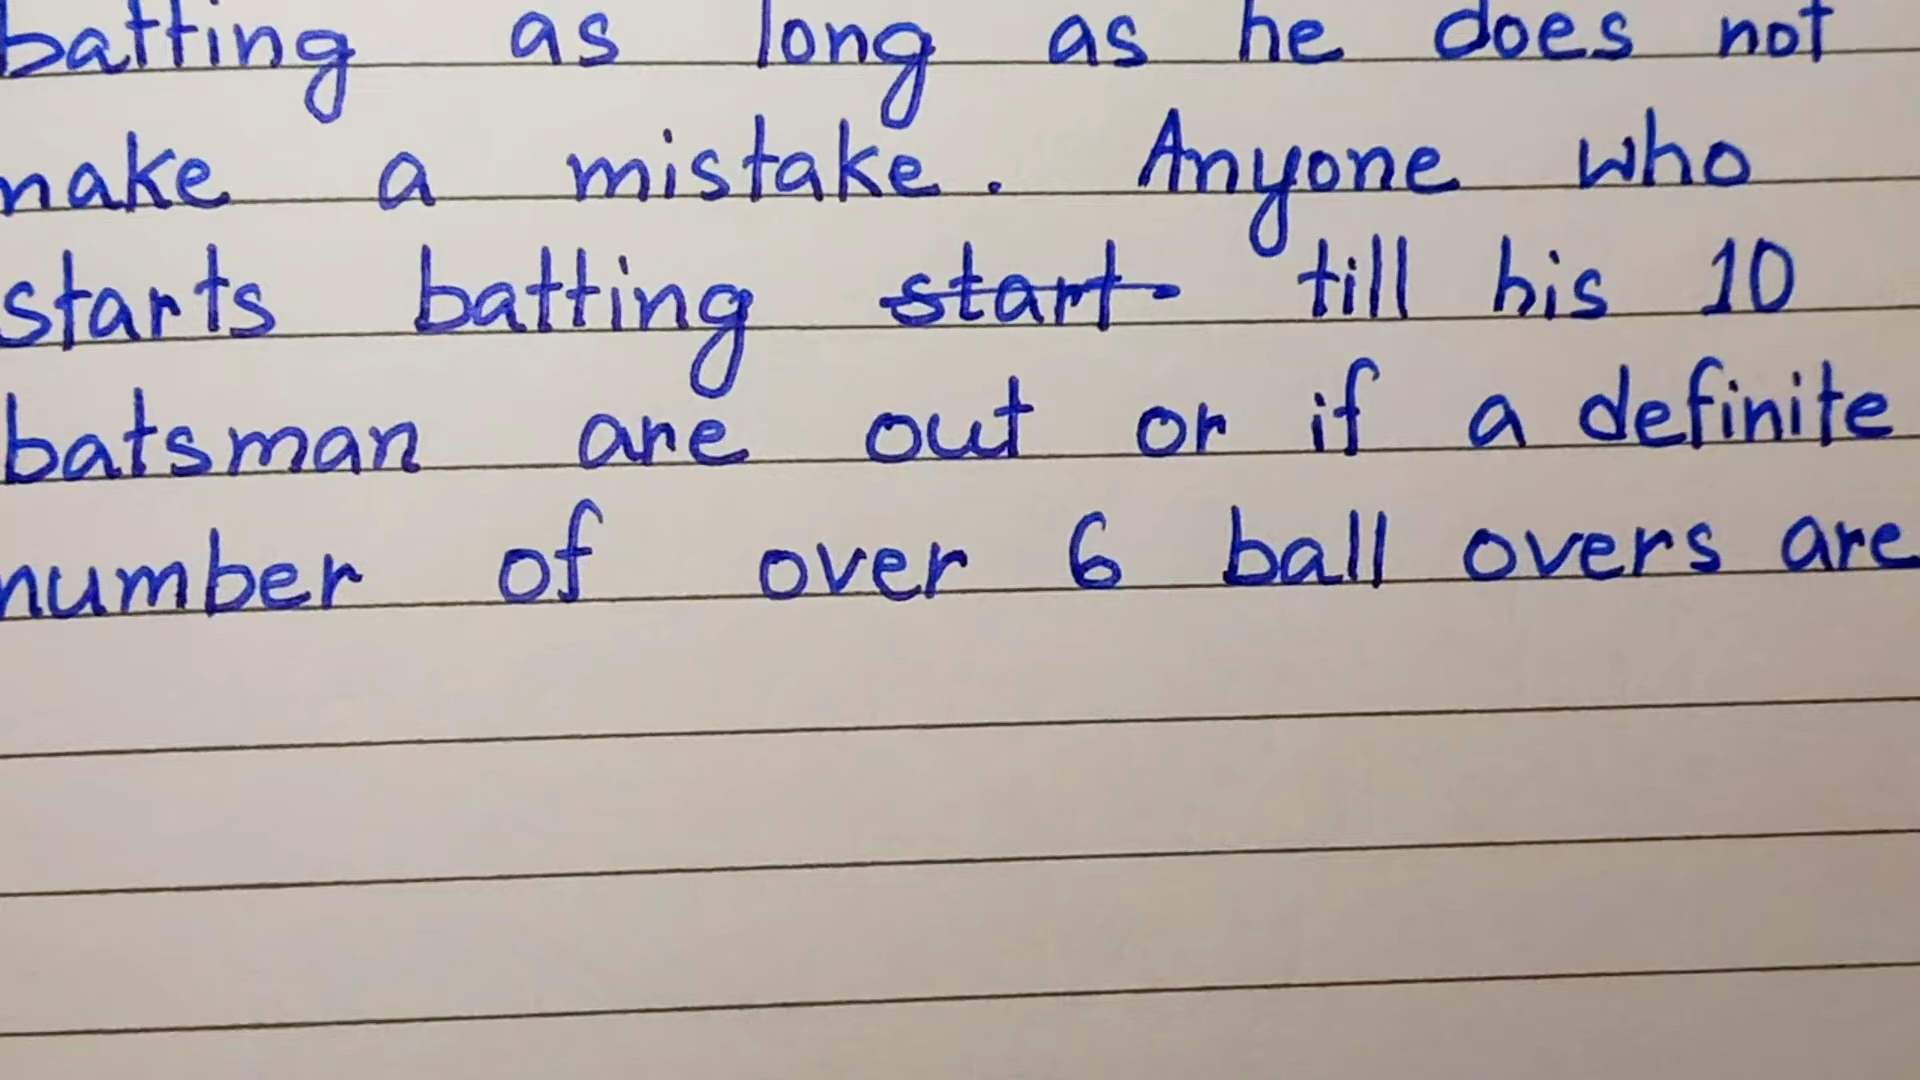 batting as long as he does not
make a mistake. Anyone who
starts batting start till his 10
batsman are out or if a definite
number of over 6 ball overs are